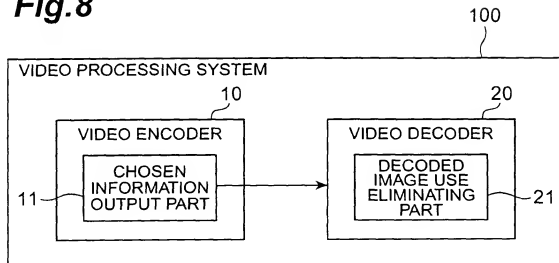 Fig.8
100
VIDEO PROCESSING SYSTEM
10
20
VIDEO ENCODER
VIDEO DECODER
11
CHOSEN
INFORMATION
OUTPUT PART
DECODED
IMAGE USE
ELIMINATING
PART
21